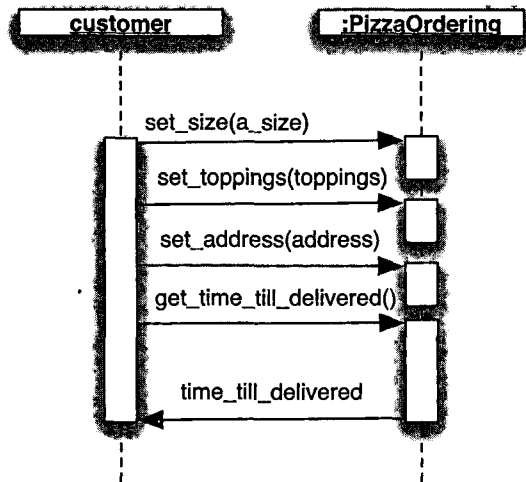 customer
:PizzaOrdering
set_size(a_size)
set_toppings(toppings)
set_address(address)
get_time_till_delivered()
time_till_delivered